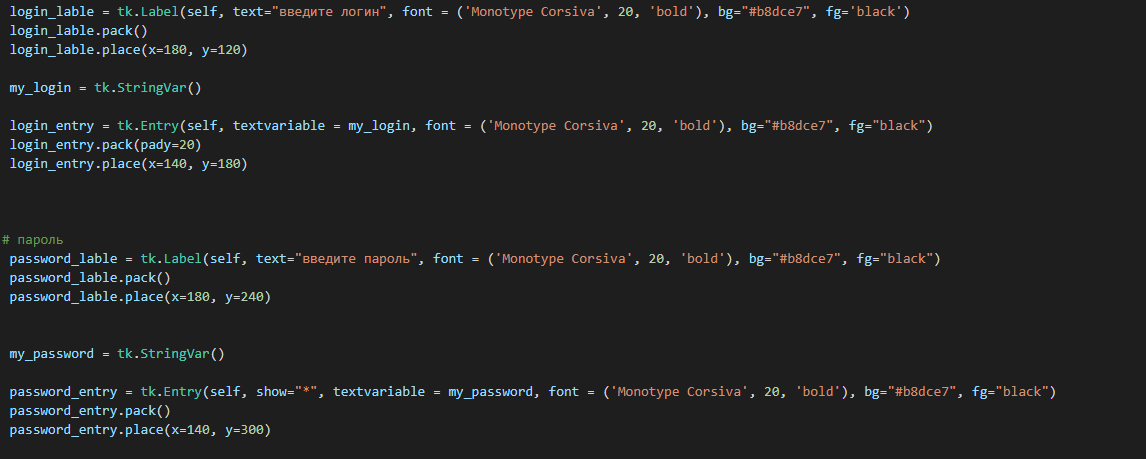 login_lable = tk.Label(self, text="введите логин", font = ('Monotype Corsiva', 20, 'bold'), bg="#b8dce7", fg='black')
login_lable.pack()
login_lable.place(x=180, y=120)
my_login = tk.StringVar()
login_entry = tk.Entry(self, textvariable = my_login, font = ('Monotype Corsiva', 20, 'bold'), bg="#b8dce7", fg="black")
login_entry.pack(pady=20)
login_entry.place(x=140, y=180)
# пароль
password_lable = tk.Label(self, text="введите пароль", font = ('Monotype Corsiva', 20, 'bold'), bg="#b8dce7", fg="black")
password_lable.pack()
password_lable.place(x=180, y=240)
my_password = tk.StringVar()
password_entry = tk.Entry(self, show="*", textvariable = my_password, font = ('Monotype Corsiva', 20, 'bold'), bg="#b8dce7", fg="black")
password_entry.pack()
password_entry.place(x=140, y=300)